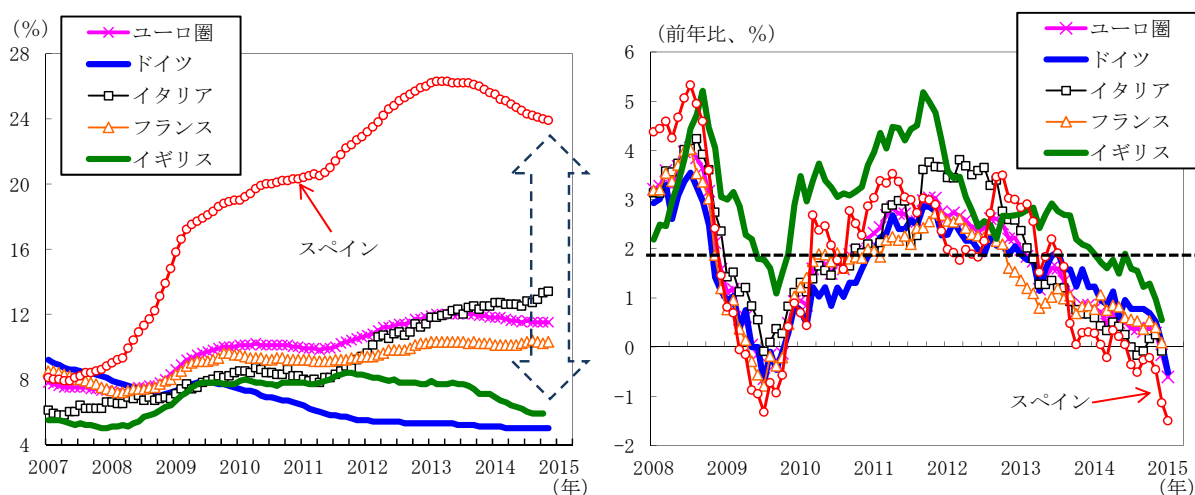 (%)
ユーロ圏
ドイツ
イタリア
フランス
イギリス
28
24
20
16
12
8
4
スペイン
2007 2008 2009 2010 2011 2012 2013 2014 2015
(年)
(前年比、%)
ユーロ圏
ドイツ
イタリア
フランス
イギリス
6
5
4
3
2
1
0
−1
−2
スペイン
2008 2009 2010 2011 2012 2013 2014 2015
(年)